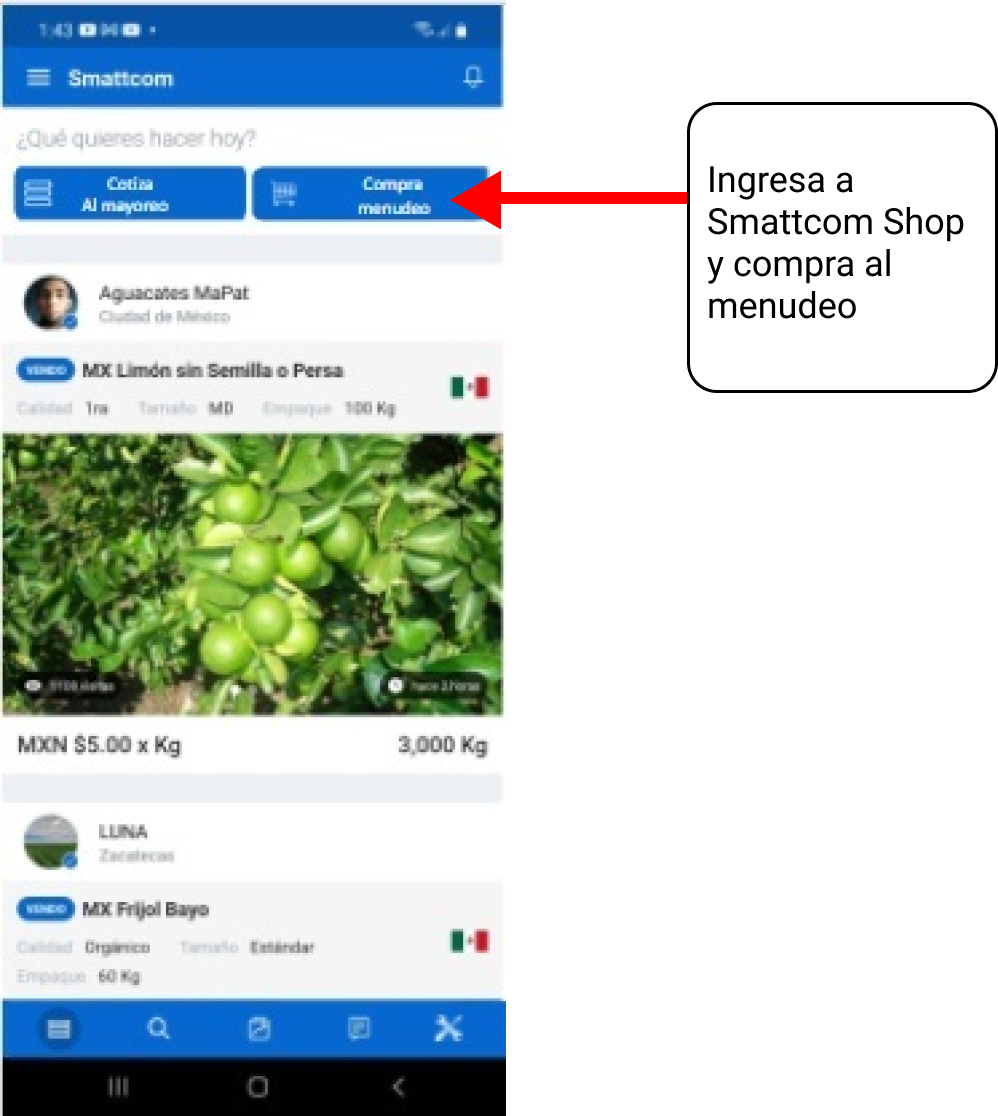 1:43
Smattcom
¿Qué quieres hacer hoy?
Cotiza
Al mayoreo
Compra
menudeo
Ingresa a
Smattcom Shop
y compra al
menudeo
Aguacates MaPat
Ciudad de México
VENDO MX Limón sin Semilla o Persa
Calidad 1ra Tamaño MD Empaque 100 Kg
hace 2 horas
MXN $5.00 x Kg 3,000 Kg
LUNA
Zacatecas
VENDO MX Frijol Bayo
Calidad Orgánico Tamaño Estándar
Empaque 60 Kg